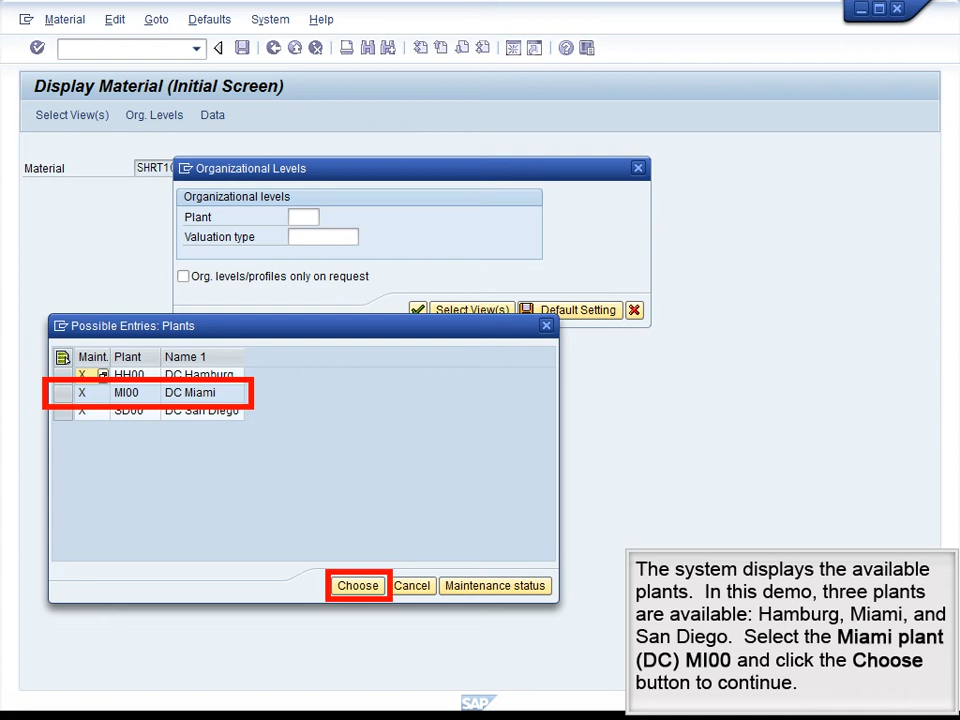 Material Edit Goto Defaults System Help
Display Material (Initial Screen)
Select View(s) Org. Levels Data
Material SHRT1
Organizational Levels
Organizational levels
Plant
Valuation type
Org. levels/profiles only on request
Select View(s) Default Setting
Possible Entries: Plants
Maint. Plant Name 1
X HH00 DC Hamburg
X MI00 DC Miami
X SD00 DC San Diego
Choose Cancel Maintenance status
The system displays the available
plants. In this demo, three plants
are available: Hamburg, Miami, and
San Diego. Select the Miami plant
(DC) MI00 and click the Choose
button to continue.
SAP